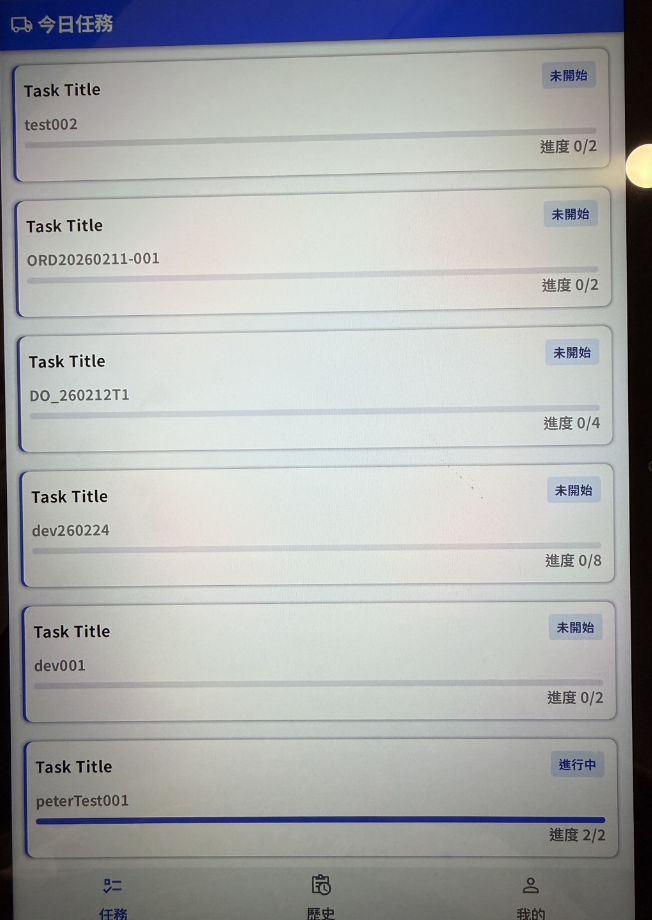 今日任務
Task Title
未開始
test002
進度 0/2
Task Title
未開始
ORD20260211-001
進度 0/2
Task Title
未開始
DO_260212T1
進度 0/4
Task Title
未開始
dev260224
進度 0/8
Task Title
未開始
dev001
進度 0/2
Task Title
進行中
peterTest001
進度 2/2
任務
歷史
我的